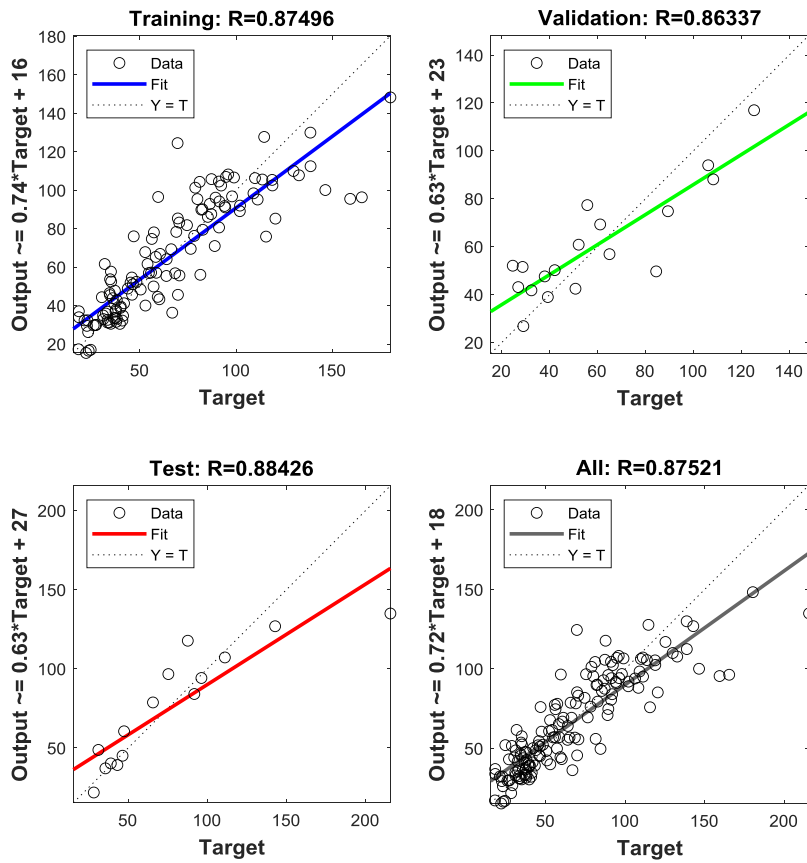 Training: R=0.87496
Output ~= 0.74*Target + 16
180
160
140
120
100
80
60
40
20
Data
Fit
Y = T
50
100
150
Target
Validation: R=0.86337
Output ~= 0.63*Target + 23
140
120
100
80
60
40
20
Data
Fit
Y = T
20
40
60
80
100
120
140
Target
Test: R=0.88426
Output ~= 0.63*Target + 27
200
150
100
50
Data
Fit
Y = T
50
100
150
200
Target
All: R=0.87521
Output ~= 0.72*Target + 18
200
150
100
50
Data
Fit
Y = T
50
100
150
200
Target